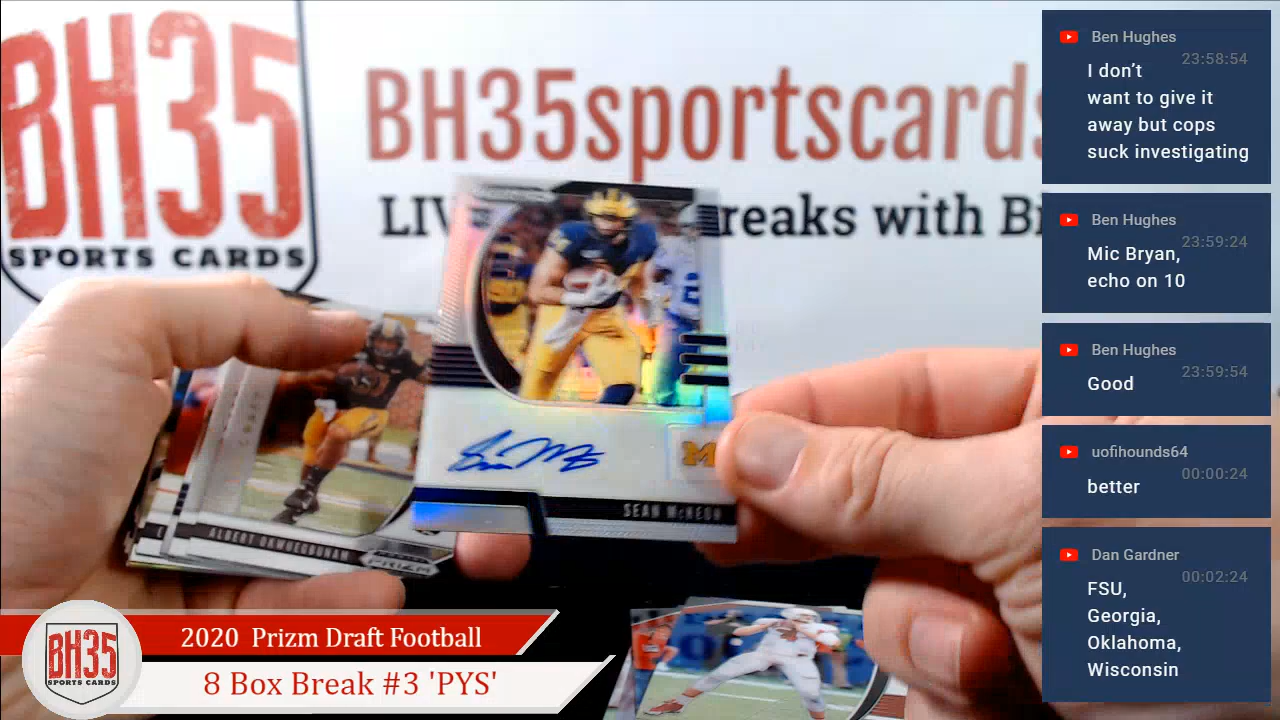 BH35
SPORTS CARDS
BH35sportscards
LIV
reaks with B
SEAN McKEON
M
ALBERT OKWUEGBUNAM
PRIZM
BH35
SPORTS CARDS
2020 Prizm Draft Football
8 Box Break #3 'PYS'
Ben Hughes
23:58:54
I don't
want to give it
away but cops
suck investigating
Ben Hughes
23:59:24
Mic Bryan,
echo on 10
Ben Hughes
23:59:54
Good
uofihounds64
00:00:24
better
Dan Gardner
00:02:24
FSU,
Georgia,
Oklahoma,
Wisconsin